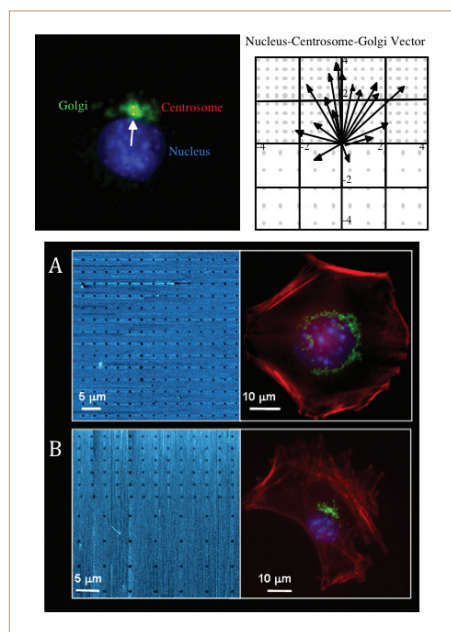 Nucleus-Centrosome-Golgi Vector
Golgi
Centrosome
Nucleus
4
2
-4
-2
2
4
-2
-4
A
5 μm
10 μm
B
5 μm
10 μm